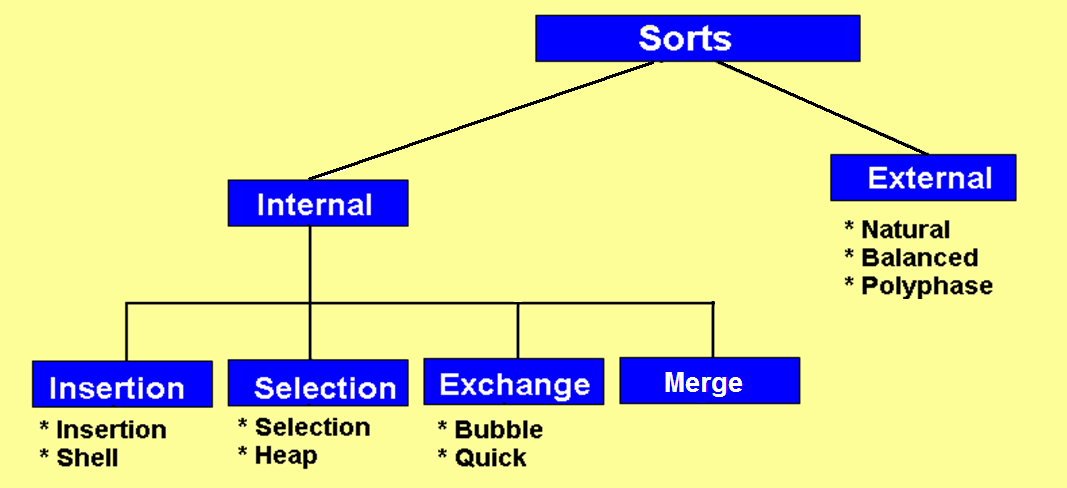 Sorts
Internal
External
* Natural
* Balanced
* Polyphase
Insertion
* Insertion
* Shell
Selection
* Selection
* Heap
Exchange
* Bubble
* Quick
Merge